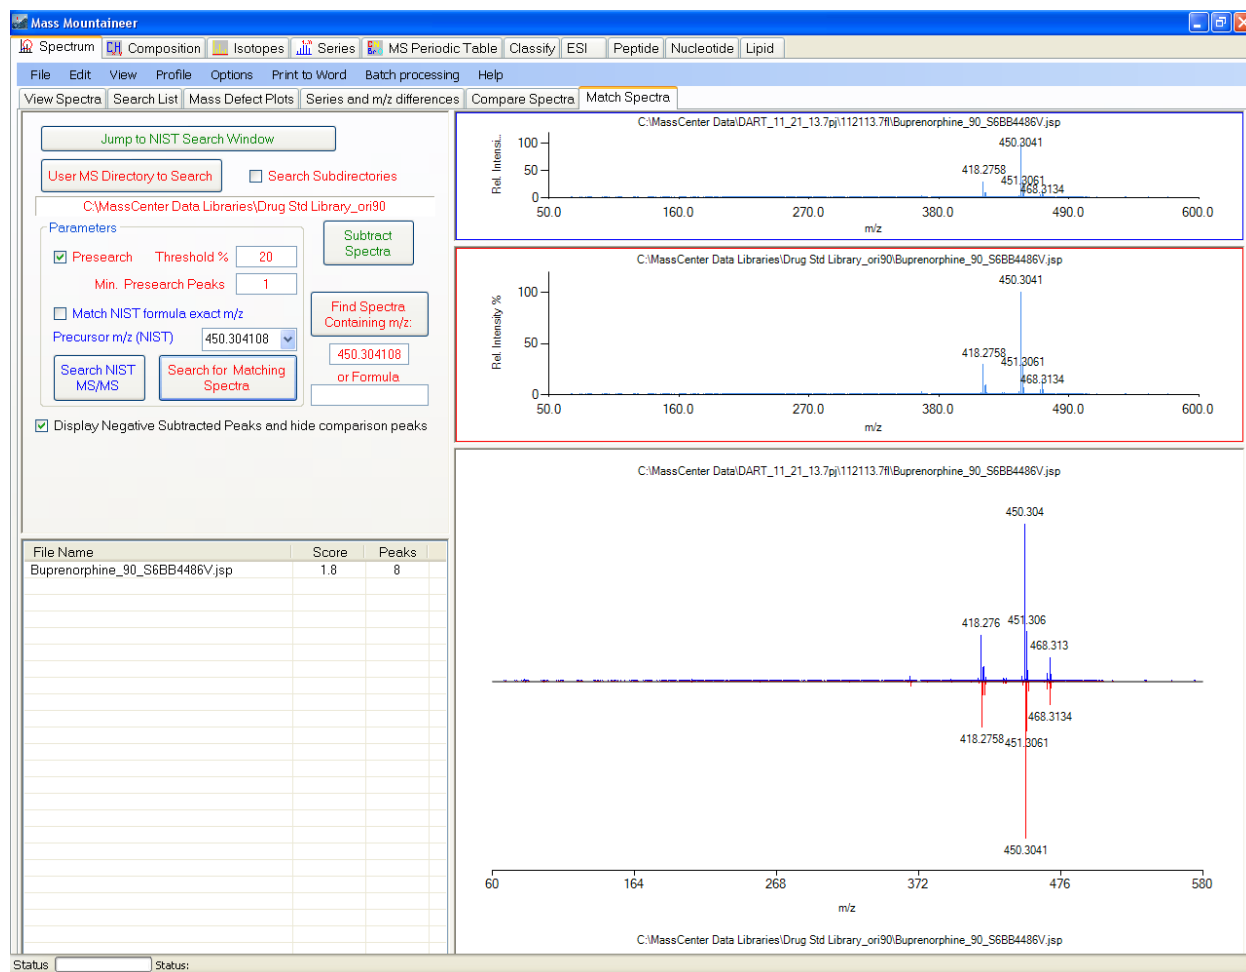 Mass Mountaineer
Spectrum Composition Isotopes Series MS Periodic Table Classify ESI Peptide Nucleotide Lipid
File Edit View Profile Options Print to Word Batch processing Help
View Spectra Search List Mass Defect Plots Series and m/z differences Compare Spectra Match Spectra
Jump to NIST Search Window
User MS Directory to Search Search Subdirectories
C:\MassCenter Data Libraries\Drug Std Library_ori90
Parameters
Presearch Threshold % 20
Min. Presearch Peaks 1
Match NIST formula exact m/z
Precursor m/z (NIST) 450.304108
Search NIST
MS/MS
Search for Matching
Spectra
Subtract
Spectra
Find Spectra
Containing m/z:
450.304108
or Formula
Display Negative Subtracted Peaks and hide comparison peaks
File Name Score Peaks
Buprenorphine_90_S6BB4486V.jsp 1.8 8
C:\MassCenter Data\DART_11_21_13.7pj\112113.7fl\Buprenorphine_90_S6BB4486V.jsp
Rel. Intensi..
100
50
0
450.3041
418.2758
451.3061
468.3134
50.0 160.0 270.0 380.0 490.0 600.0
m/z
C:\MassCenter Data Libraries\Drug Std Library_ori90\Buprenorphine_90_S6BB4486V.jsp
Rel. Intensity %
100
50
0
450.3041
418.2758
451.3061
468.3134
50.0 160.0 270.0 380.0 490.0 600.0
m/z
C:\MassCenter Data\DART_11_21_13.7pj\112113.7fl\Buprenorphine_90_S6BB4486V.jsp
450.304
418.276 451.306
468.313
468.3134
418.2758 451.3061
450.3041
60 164 268 372 476 580
m/z
C:\MassCenter Data Libraries\Drug Std Library_ori90\Buprenorphine_90_S6BB4486V.jsp
Status Status: